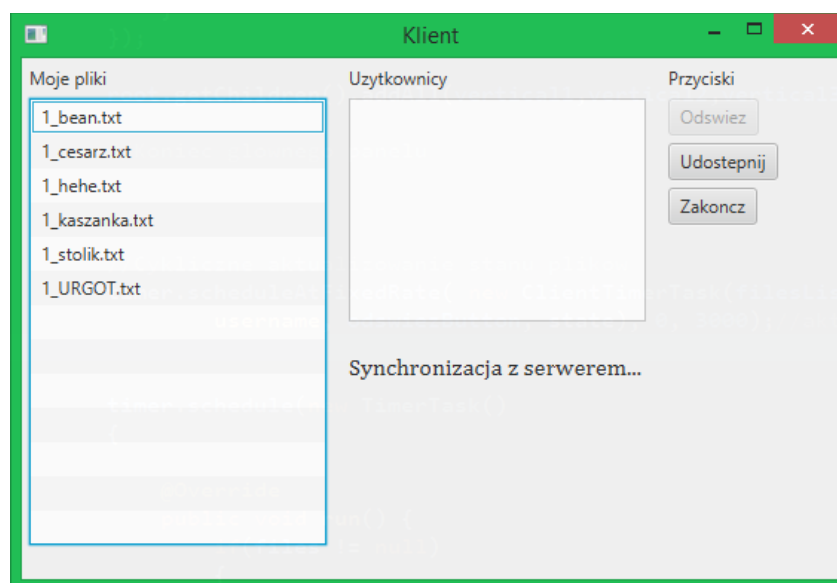 Klient
Moje pliki
Uzytkownicy
Przyciski
1_bean.txt
1_cesarz.txt
1_hehe.txt
1_kaszanka.txt
1_stolik.txt
1_URGOT.txt
Odswiez
Udostepnij
Zakoncz
Synchronizacja z serwerem...